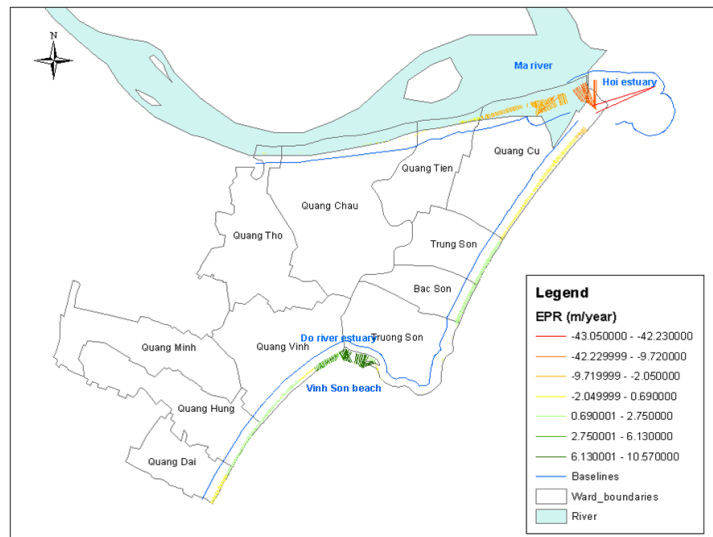 N
Ma river
Hoi estuary
Quang Cu
Quang Tien
Quang Chau
Quang Tho
Trung Son
Bac Son
Do river estuary
Truong Son
Quang Minh
Quang Vinh
Vinh Son beach
Quang Hung
Quang Dai
Legend
EPR (m/year)
-43.050000 - -42.230000
-42.229999 - -9.720000
-9.719999 - -2.050000
-2.049999 - 0.690000
0.690001 - 2.750000
2.750001 - 6.130000
6.130001 - 10.570000
Baselines
Ward_boundaries
River